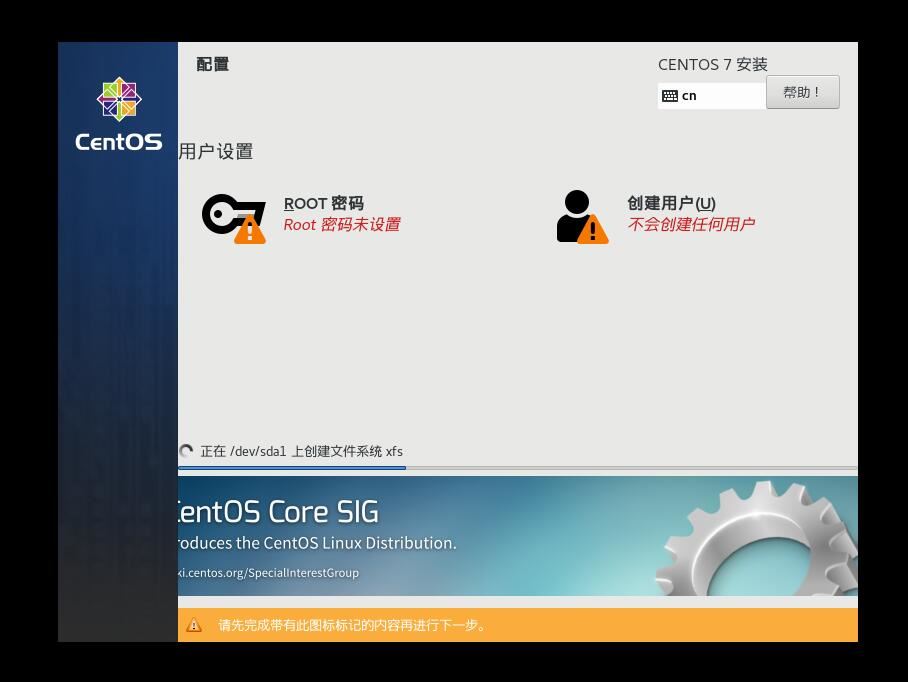 配置
CENTOS 7 安装
cn
帮助！
CentOS
用户设置
ROOT 密码
Root 密码未设置
创建用户(U)
不会创建任何用户
正在 /dev/sda1 上创建文件系统 xfs
CentOS Core SIG
roduces the CentOS Linux Distribution.
ki.centos.org/SpecialInterestGroup
请先完成带有此图标标记的内容再进行下一步。